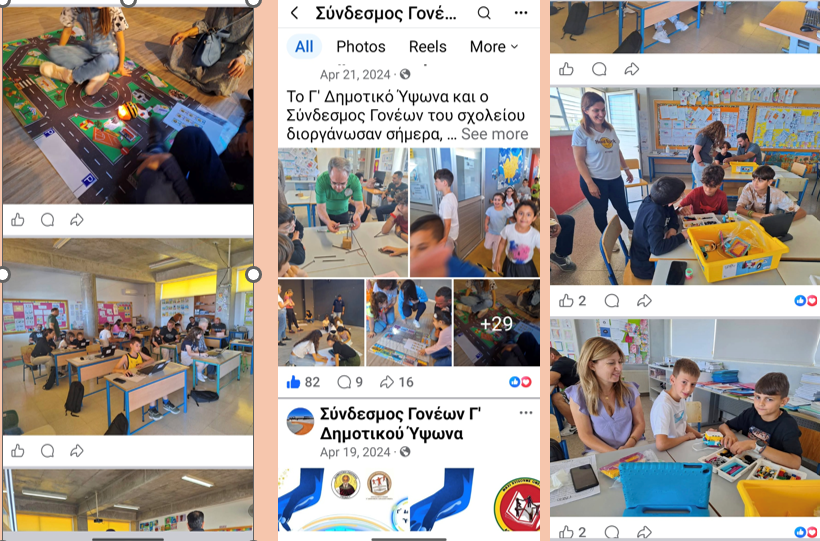 Σύνδεσμος Γονέ...
All
Photos
Reels
More
Apr 21, 2024
Το Γ' Δημοτικό Ύψωνα και ο
Σύνδεσμος Γονέων του σχολείου
διοργάνωσαν σήμερα, ... See more
+29
82
9
16
Σύνδεσμος Γονέων Γ'
Δημοτικού Ύψωνα
Apr 19, 2024
2
2